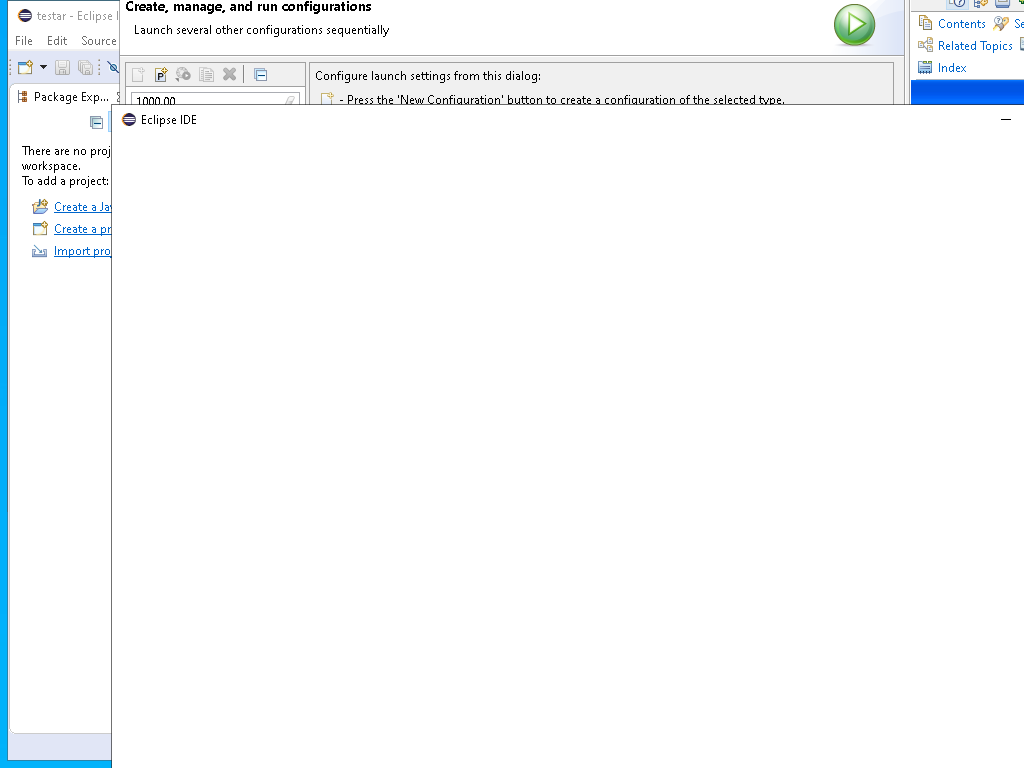 testar - Eclipse I
File Edit Source
Package Exp...
There are no proj
workspace.
To add a project:
Create a Ja
Create a pr
Import pro
Create, manage, and run configurations
Launch several other configurations sequentially
1000.00
Configure launch settings from this dialog:
- Press the 'New Configuration' button to create a configuration of the selected type.
Contents Se
Related Topics
Index
Eclipse IDE